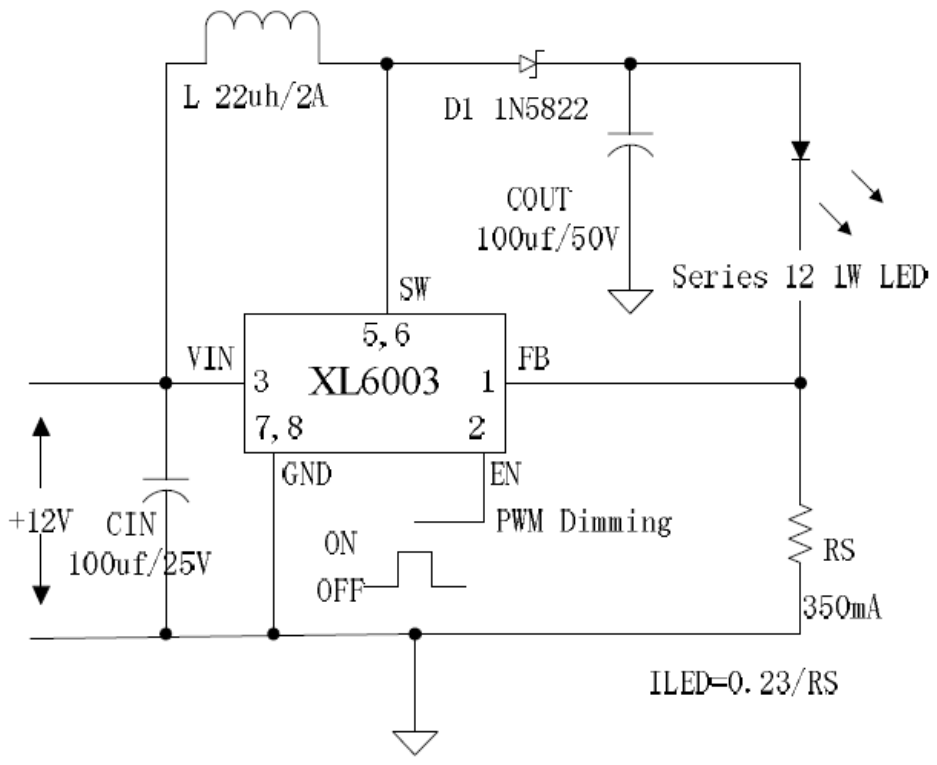 L 22uh/2A
D1 1N5822
COUT
100uf/50V
Series 12 1W LED
SW
5,6
VIN
FB
3
XL6003
1
7,8
2
GND
EN
+12V
CIN
100uf/25V
PWM Dimming
ON
OFF
RS
350mA
ILED=0.23/RS